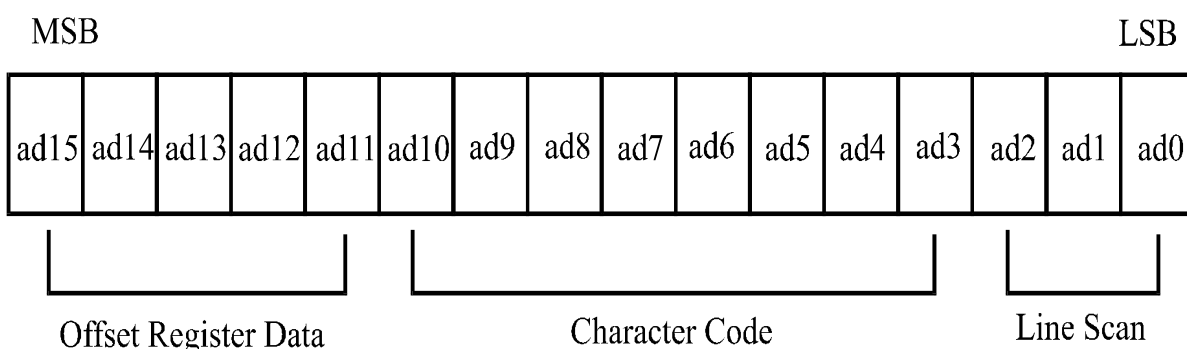 MSB LSB
ad15 ad14 ad13 ad12 ad11 ad10 ad9 ad8 ad7 ad6 ad5 ad4 ad3 ad2 ad1 ad0
Offset Register Data Character Code Line Scan